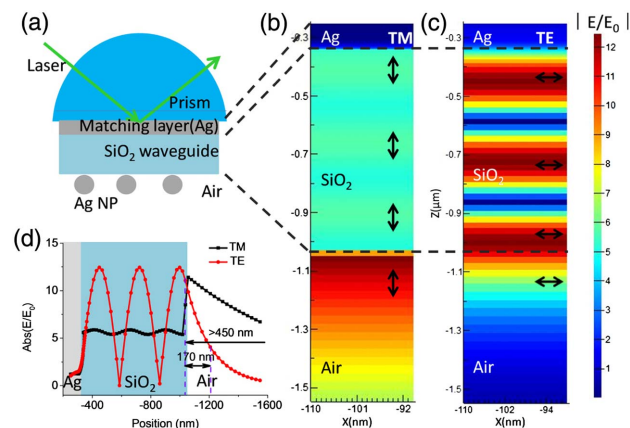 (a)
Laser
Prism
Matching layer(Ag)
SiO₂ waveguide
Ag NP
Air
(b)
-0.3
Ag
TM
-0.5
-0.7
SiO₂
-0.9
-1.1
-1.3
Air
-1.5
-110
-101
-92
X(nm)
(c)
-0.3
Ag
TE
-0.5
-0.7
SiO₂
Z(μm)
-0.9
-1.1
-1.3
Air
-1.5
-110
-102
-94
X(nm)
| E/E₀ |
12
11
10
9
8
7
6
5
4
3
2
1
0
(d)
TM
TE
Abs(E/E₀)
15
10
5
0
>450 nm
170 nm
Ag
SiO₂
Air
-400
-800
-1200
-1600
Position (nm)